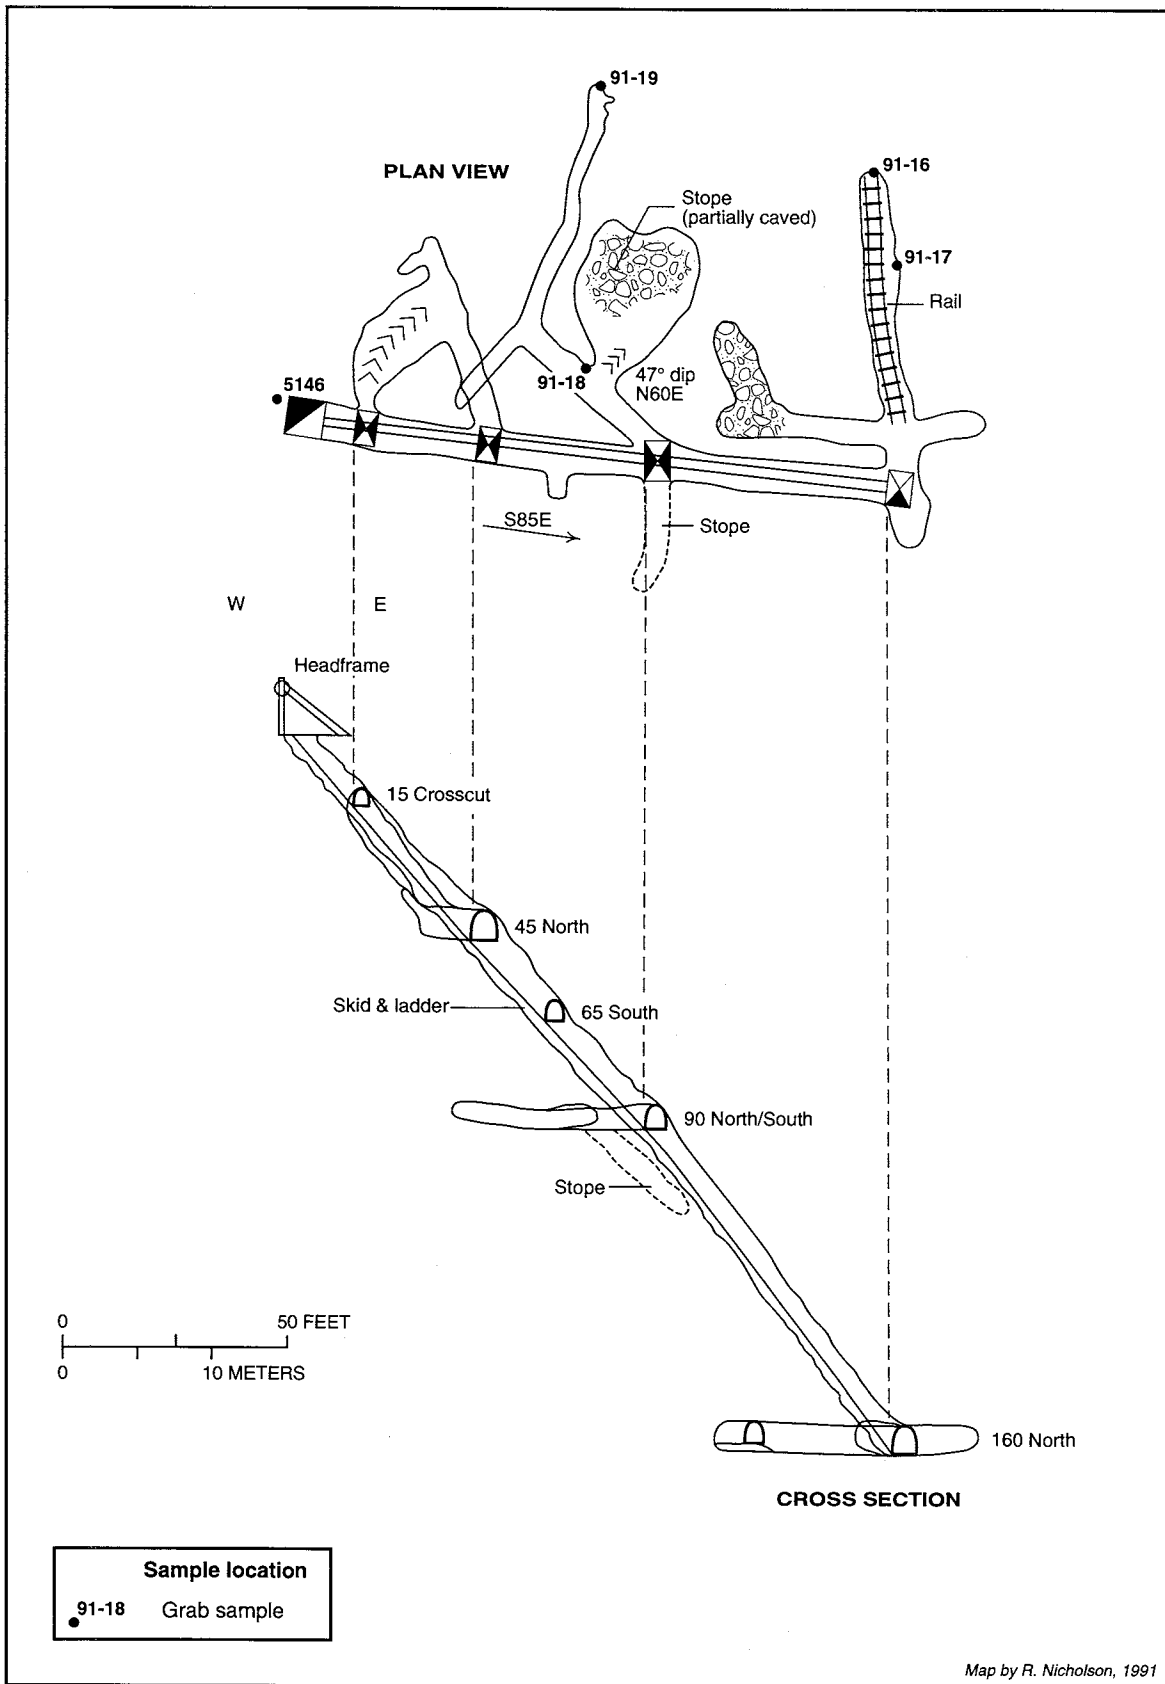 91-19
PLAN VIEW
91-16
Stope
(partially caved)
91-17
Rail
5146
91-18
47° dip
N60E
S85E
Stope
W
E
Headframe
15 Crosscut
45 North
Skid & ladder
65 South
90 North/South
Stope
0
50 FEET
0
10 METERS
160 North
CROSS SECTION
Sample location
91-18 Grab sample
Map by R. Nicholson, 1991